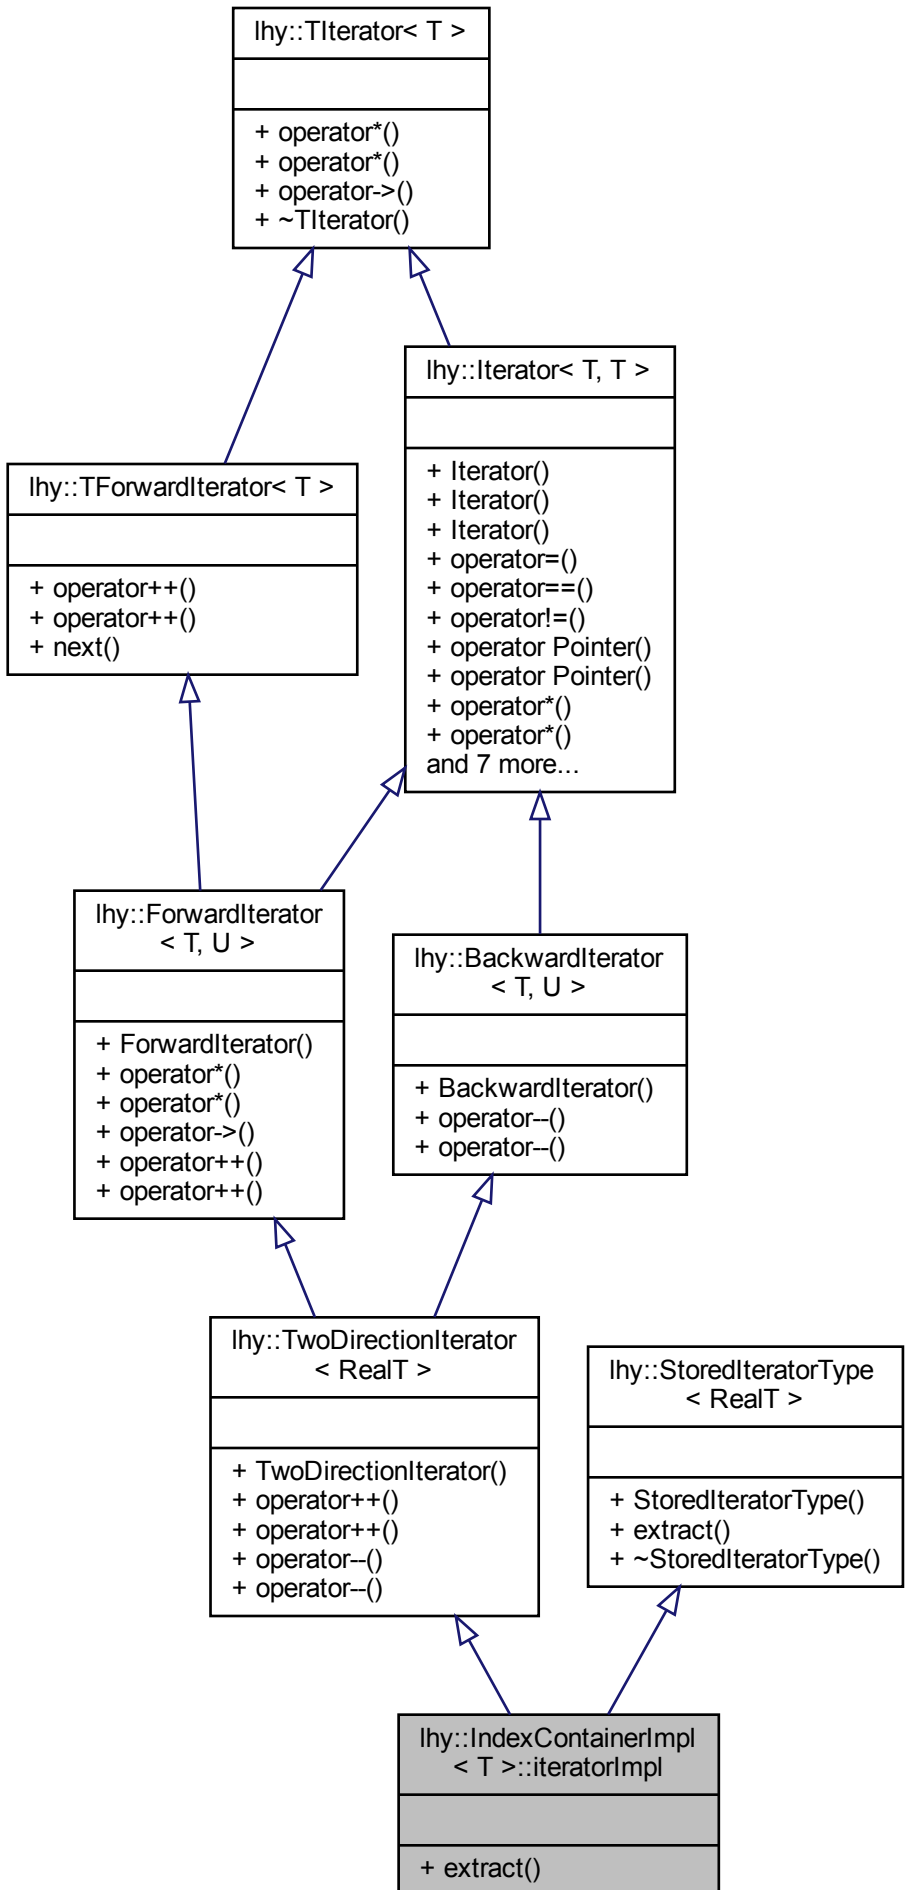 lhy::TIterator< T >
+ operator*()
+ operator*()
+ operator->()
+ ~TIterator()
lhy::Iterator< T, T >
+ Iterator()
+ Iterator()
+ Iterator()
+ operator=()
+ operator==()
+ operator!=()
+ operator Pointer()
+ operator Pointer()
+ operator*()
+ operator*()
and 7 more...
lhy::TForwardIterator< T >
+ operator++()
+ operator++()
+ next()
lhy::ForwardIterator
< T, U >
+ ForwardIterator()
+ operator*()
+ operator*()
+ operator->()
+ operator++()
+ operator++()
lhy::BackwardIterator
< T, U >
+ BackwardIterator()
+ operator--()
+ operator--()
lhy::TwoDirectionIterator
< RealT >
+ TwoDirectionIterator()
+ operator++()
+ operator++()
+ operator--()
+ operator--()
lhy::StoredIteratorType
< RealT >
+ StoredIteratorType()
+ extract()
+ ~StoredIteratorType()
lhy::IndexContainerImpl
< T >::iteratorImpl
+ extract()